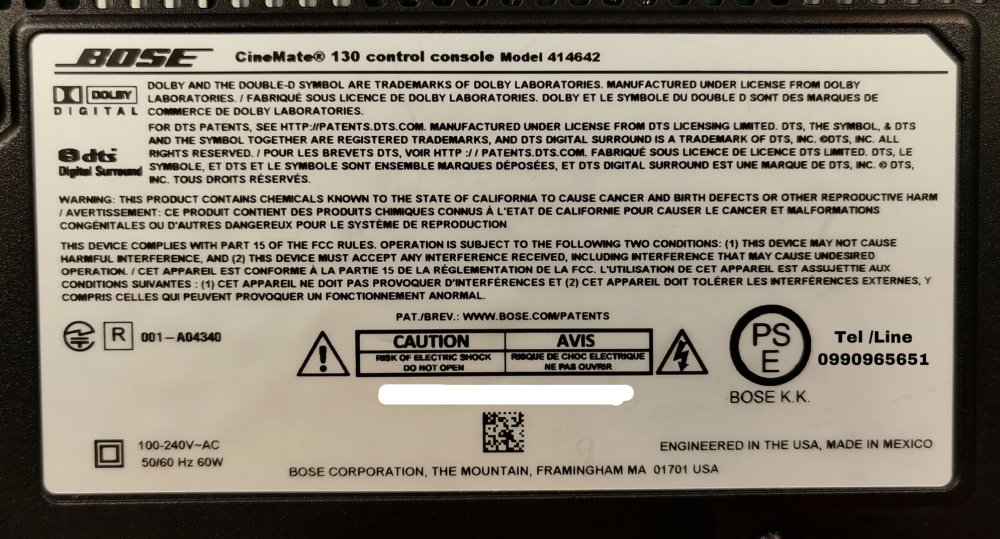 BOSE CineMate® 130 control console Model 414642
DOLBY AND THE DOUBLE-D SYMBOL ARE TRADEMARKS OF DOLBY LABORATORIES. MANUFACTURED UNDER LICENSE FROM DOLBY
DOLBY
DIGITAL
LABORATORIES. / FABRIQUÉ SOUS LICENCE DE DOLBY LABORATORIES. DOLBY ET LE SYMBOLE DU DOUBLE D SONT DES MARQUES DE
COMMERCE DE DOLBY LABORATORIES.
FOR DTS PATENTS, SEE HTTP://PATENTS.DTS.COM. MANUFACTURED UNDER LICENSE FROM DTS LICENSING LIMITED. DTS, THE SYMBOL, & DTS
AND THE SYMBOL TOGETHER ARE REGISTERED TRADEMARKS, AND DTS DIGITAL SURROUND IS A TRADEMARK OF DTS, INC. ©DTS, INC. ALL
dts
Digital Surround
RIGHTS RESERVED. / POUR LES BREVETS DTS, VOIR HTTP :/ / PATENTS.DTS.COM. FABRIQUÉ SOUS LICENCE DE LICENCE DTS LIMITED. DTS, LE
SYMBOLE, ET DTS ET LE SYMBOLE SONT ENSEMBLE MARQUES DÉPOSÉES, ET DTS DIGITAL SURROUND EST UNE MARQUE DE DTS, INC. © DTS,
INC. TOUS DROITS RÉSERVÉS.
WARNING: THIS PRODUCT CONTAINS CHEMICALS KNOWN TO THE STATE OF CALIFORNIA TO CAUSE CANCER AND BIRTH DEFECTS OR OTHER REPRODUCTIVE HARM
/ AVERTISSEMENT: CE PRODUIT CONTIENT DES PRODUITS CHIMIQUES CONNUS À L'ETAT DE CALIFORNIE POUR CAUSER LE CANCER ET MALFORMATIONS
CONGÉNITALES OU D'AUTRES DANGEREUX POUR LE SYSTÈME DE REPRODUCTION
THIS DEVICE COMPLIES WITH PART 15 OF THE FCC RULES. OPERATION IS SUBJECT TO THE FOLLOWING TWO CONDITIONS: (1) THIS DEVICE MAY NOT CAUSE
HARMFUL INTERFERENCE, AND (2) THIS DEVICE MUST ACCEPT ANY INTERFERENCE RECEIVED, INCLUDING INTERFERENCE THAT MAY CAUSE UNDESIRED
OPERATION. / CET APPAREIL EST CONFORME À LA PARTIE 15 DE LA RÉGLEMENTATION DE LA FCC. L'UTILISATION DE CET APPAREIL EST ASSUJETTIE AUX
CONDITIONS SUIVANTES : (1) CET APPAREIL NE DOIT PAS PROVOQUER D'INTERFÉRENCES ET (2) CET APPAREIL DOIT TOLÉRER LES INTERFÉRENCES EXTERNES, Y
COMPRIS CELLES QUI PEUVENT PROVOQUER UN FONCTIONNEMENT ANORMAL.
PAT./BREV.: WWW.BOSE.COM/PATENTS
R 001-A04340
CAUTION AVIS
RISK OF ELECTRIC SHOCK RISQUE DE CHOC ELECTRIQUE
DO NOT OPEN NE PAS OUVRIR
PS
E
BOSE K.K.
Tel /Line
0990965651
100-240V~AC
50/60 Hz 60W
ENGINEERED IN THE USA, MADE IN MEXICO
BOSE CORPORATION, THE MOUNTAIN, FRAMINGHAM MA 01701 USA